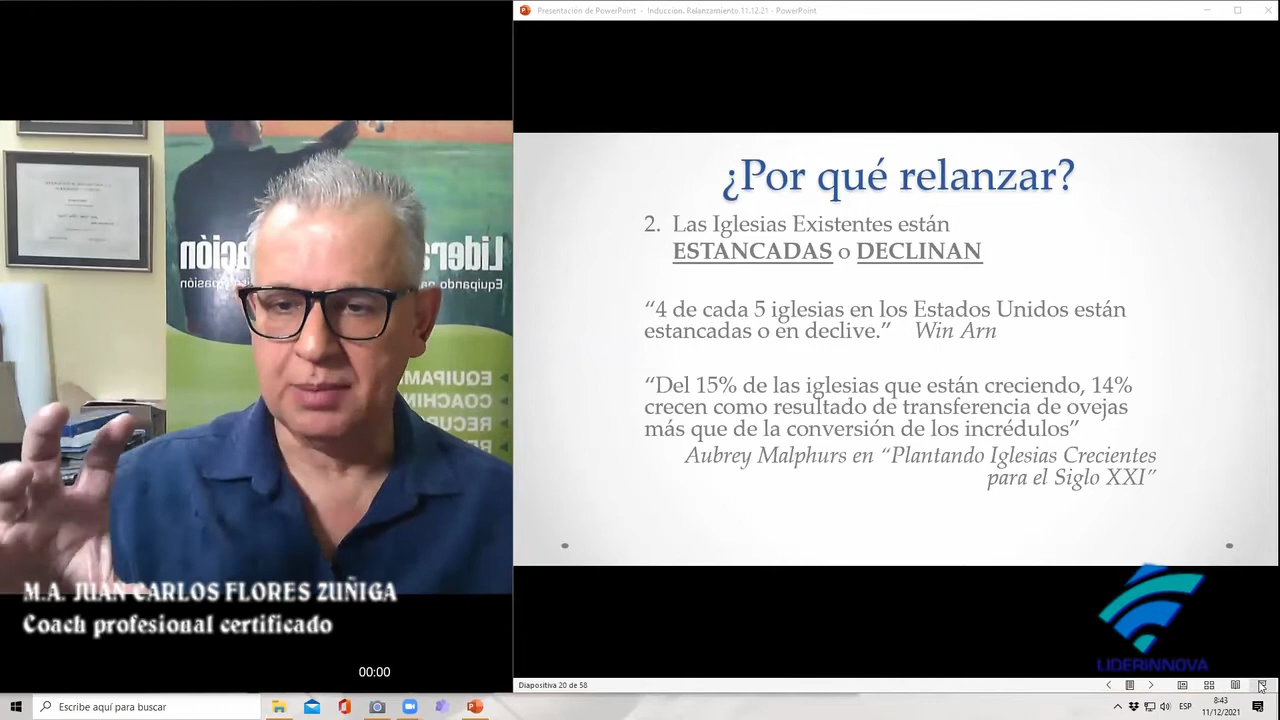 Presentación de PowerPoint - Induccion. Relanzamiento.11.12.21 - PowerPoint
¿Por qué relanzar?
2. Las Iglesias Existentes están
ESTANCADAS o DECLINAN
“4 de cada 5 iglesias en los Estados Unidos están
estancadas o en declive.” Win Arn
“Del 15% de las iglesias que están creciendo, 14%
crecen como resultado de transferencia de ovejas
más que de la conversión de los incrédulos”
Aubrey Malphurs en “Plantando Iglesias Crecientes
para el Siglo XXI”
Equipando
EQUIPAM
COACHIN
RECUP
M.A. JUAN CARLOS FLORES ZUÑIGA
Coach profesional certificado
00:00
LIDERINNOVA
Diapositiva 20 de 58
Escribe aquí para buscar
ESP
8:43
11/12/2021